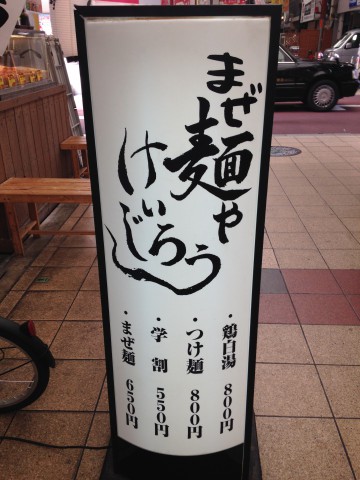 まぜ麺や
けいじろう
・鶏白湯 800円
・つけ麺 800円
・学割 550円
・まぜ麺 650円